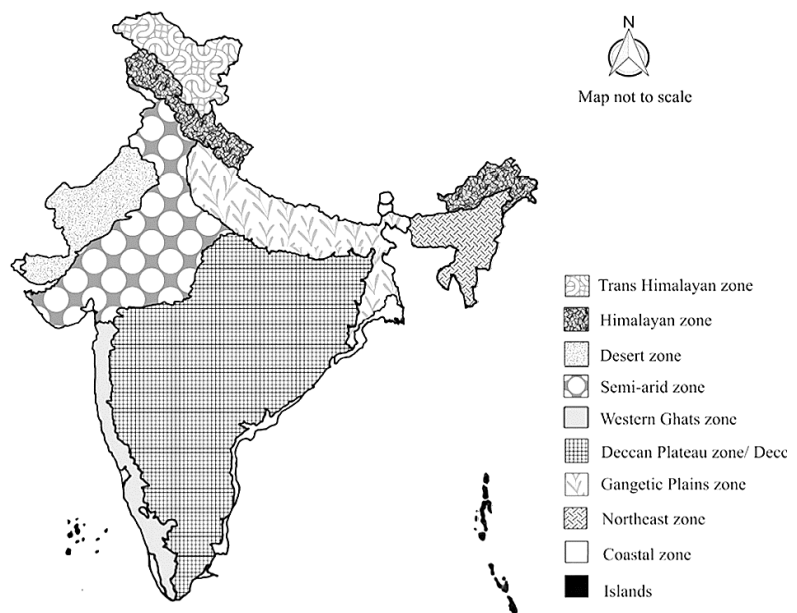 N
Map not to scale
Trans Himalayan zone
Himalayan zone
Desert zone
Semi-arid zone
Western Ghats zone
Deccan Plateau zone/ Decc
Gangetic Plains zone
Northeast zone
Coastal zone
Islands